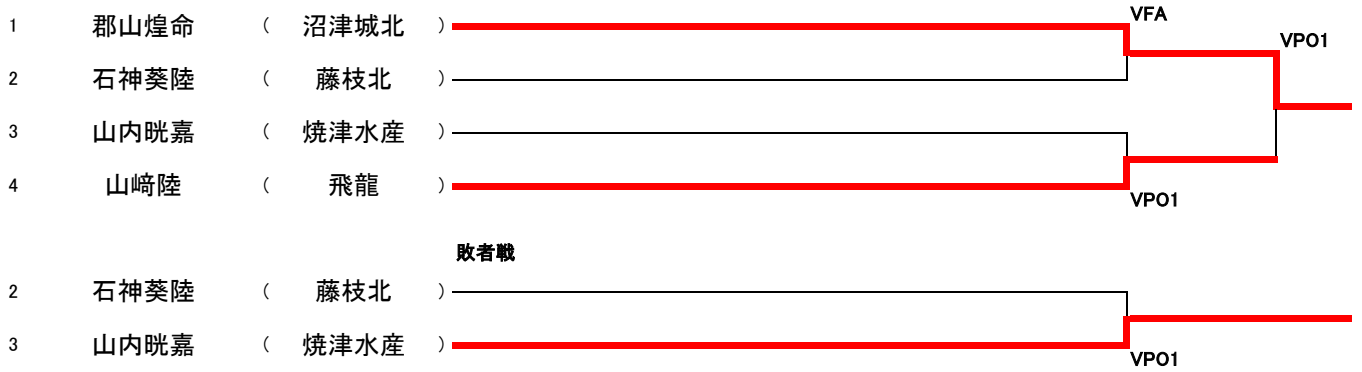 VFA
1 郡山煌命 ( 沼津城北 )
VPO1
2 石神葵陸 ( 藤枝北 )
3 山内晄嘉 ( 焼津水産 )
4 山﨑陸 ( 飛龍 )
VPO1
敗者戦
2 石神葵陸 ( 藤枝北 )
3 山内晄嘉 ( 焼津水産 )
VPO1